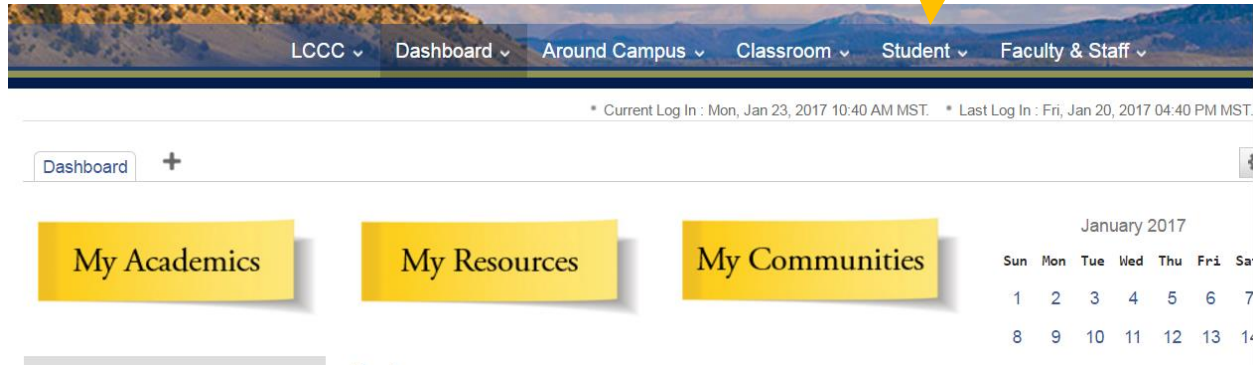 LCCC Dashboard Around Campus Classroom Student Faculty & Staff
* Current Log In : Mon, Jan 23, 2017 10:40 AM MST. * Last Log In : Fri, Jan 20, 2017 04:40 PM MST.
Dashboard +
My Academics My Resources My Communities
January 2017
Sun Mon Tue Wed Thu Fri Sat
1 2 3 4 5 6 7
8 9 10 11 12 13 14